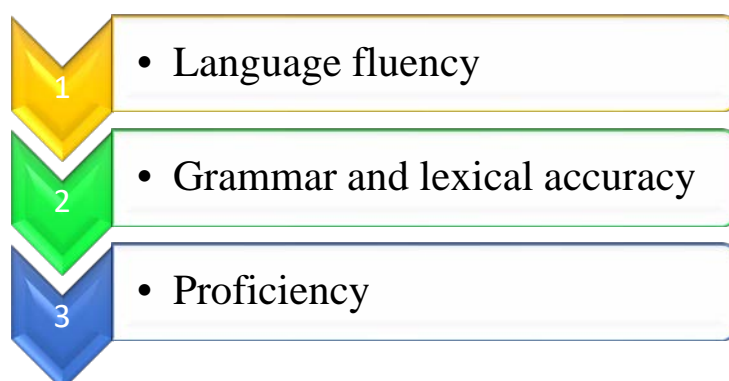 1
• Language fluency
2
• Grammar and lexical accuracy
3
• Proficiency